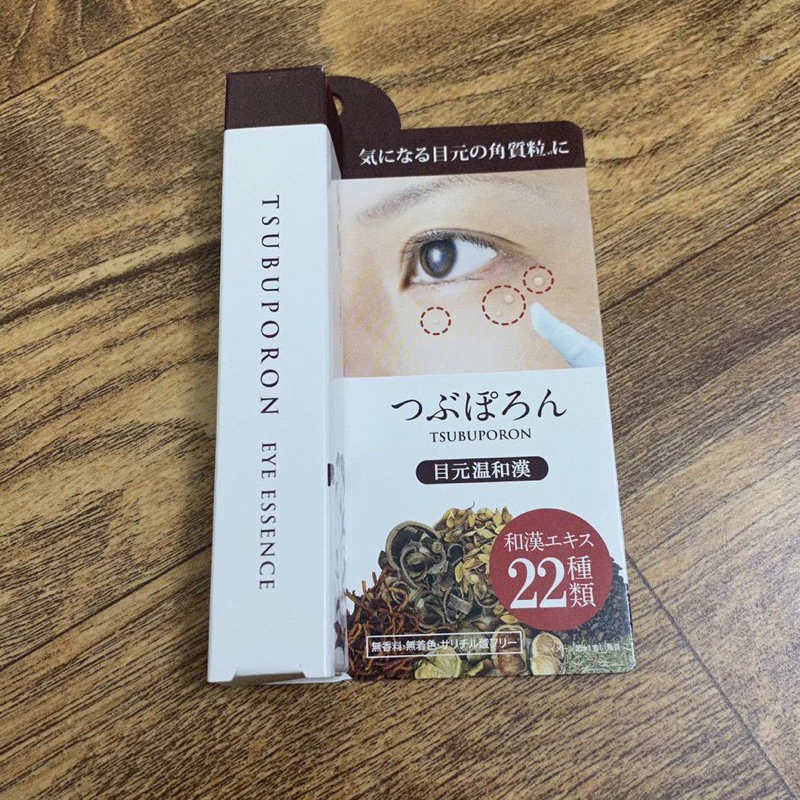 TSUBUPORON EYE ESSENCE
気になる目元の角質粒に
つぶぽろん
TSUBUPORON
目元温和漢
和漢エキス
22種類
無香料・無着色・サリチル酸フリー